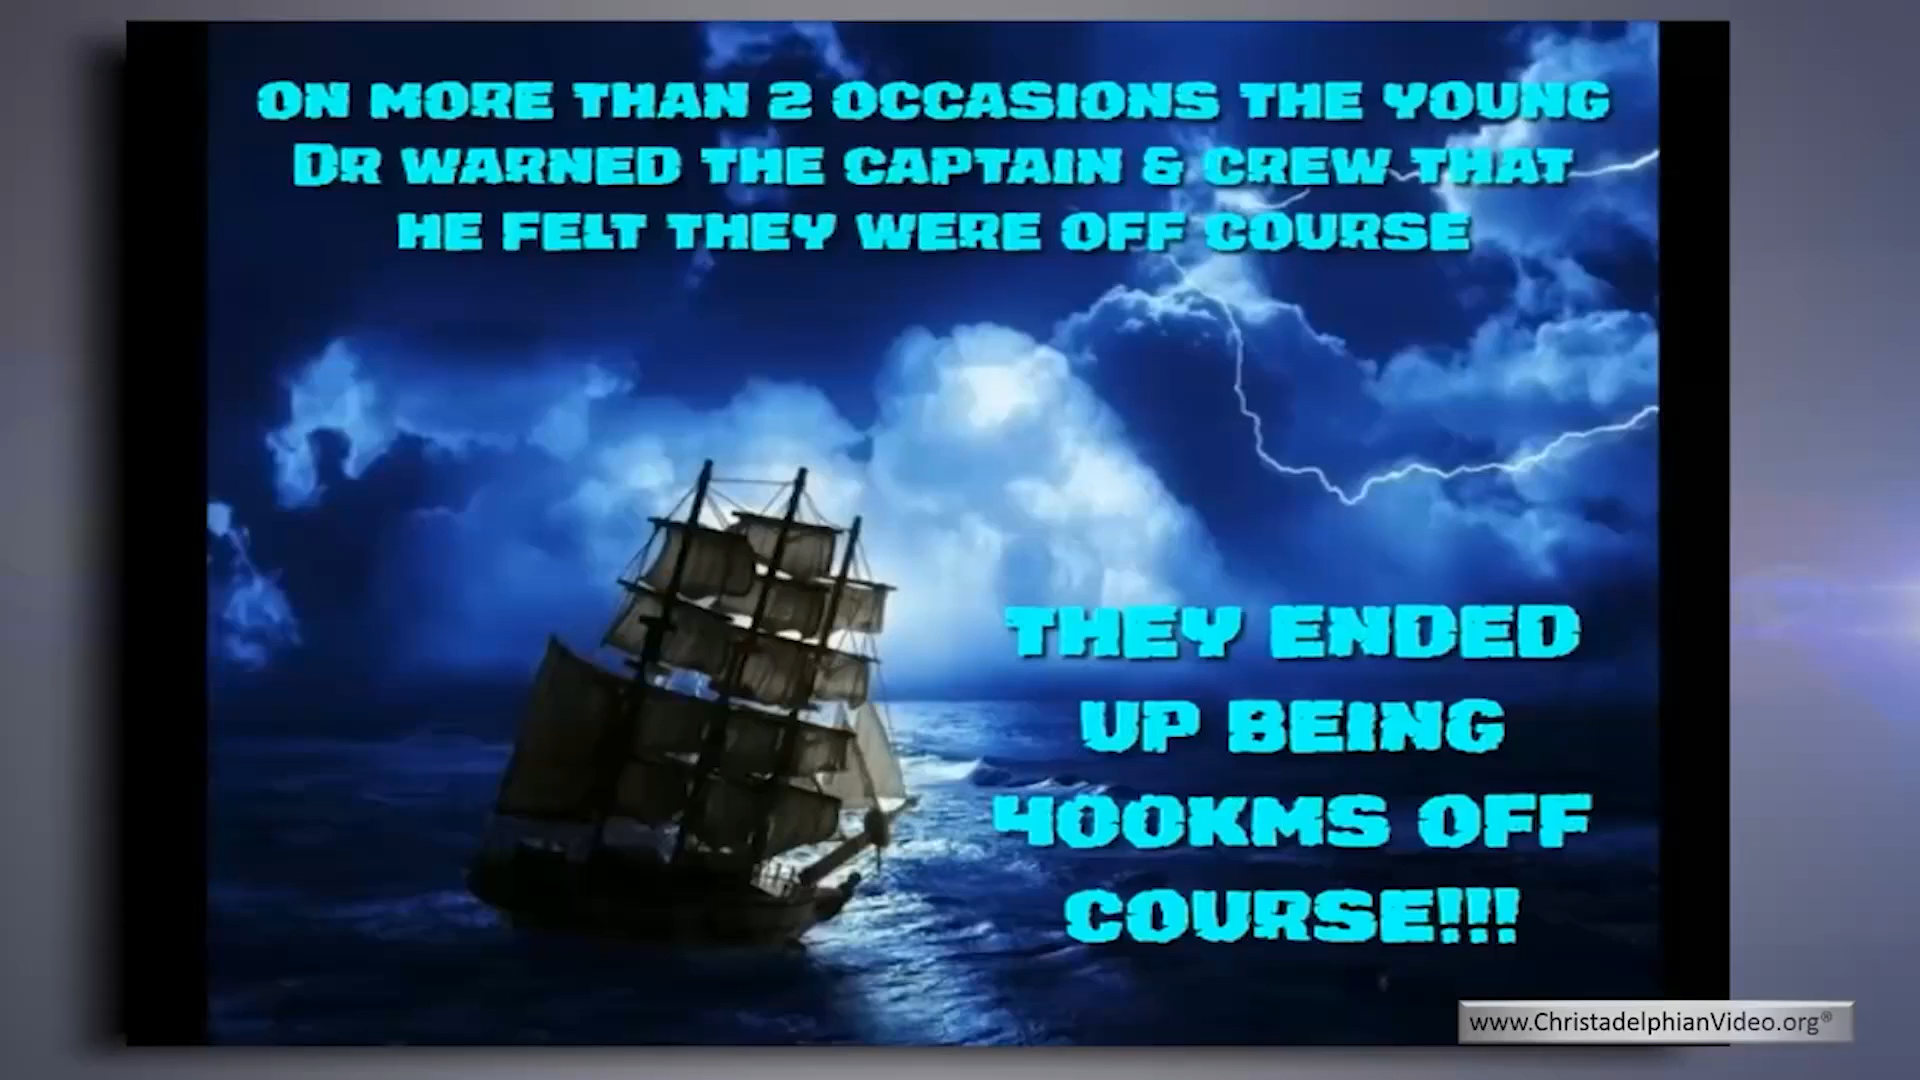 ON MORE THAN 2 OCCASIONS THE YOUNG
DR WARNED THE CAPTAIN & CREW THAT
HE FELT THEY WERE OFF COURSE
THEY ENDED
UP BEING
400KMS OFF
COURSE!!!
www.ChristadelphianVideo.org®